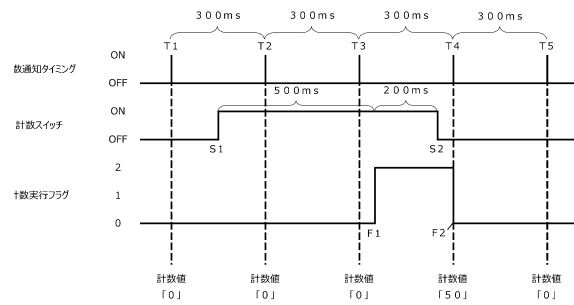 300ms 300ms 300ms 300ms
T1 T2 T3 T4 T5
ON
数通知タイミング
OFF
500ms 200ms
ON
計数スイッチ
OFF
S1 S2
2
†数実行フラグ 1
0
F1 F2
計数値 計数値 計数値 計数値 計数値
「0」 「0」 「0」 「50」 「0」